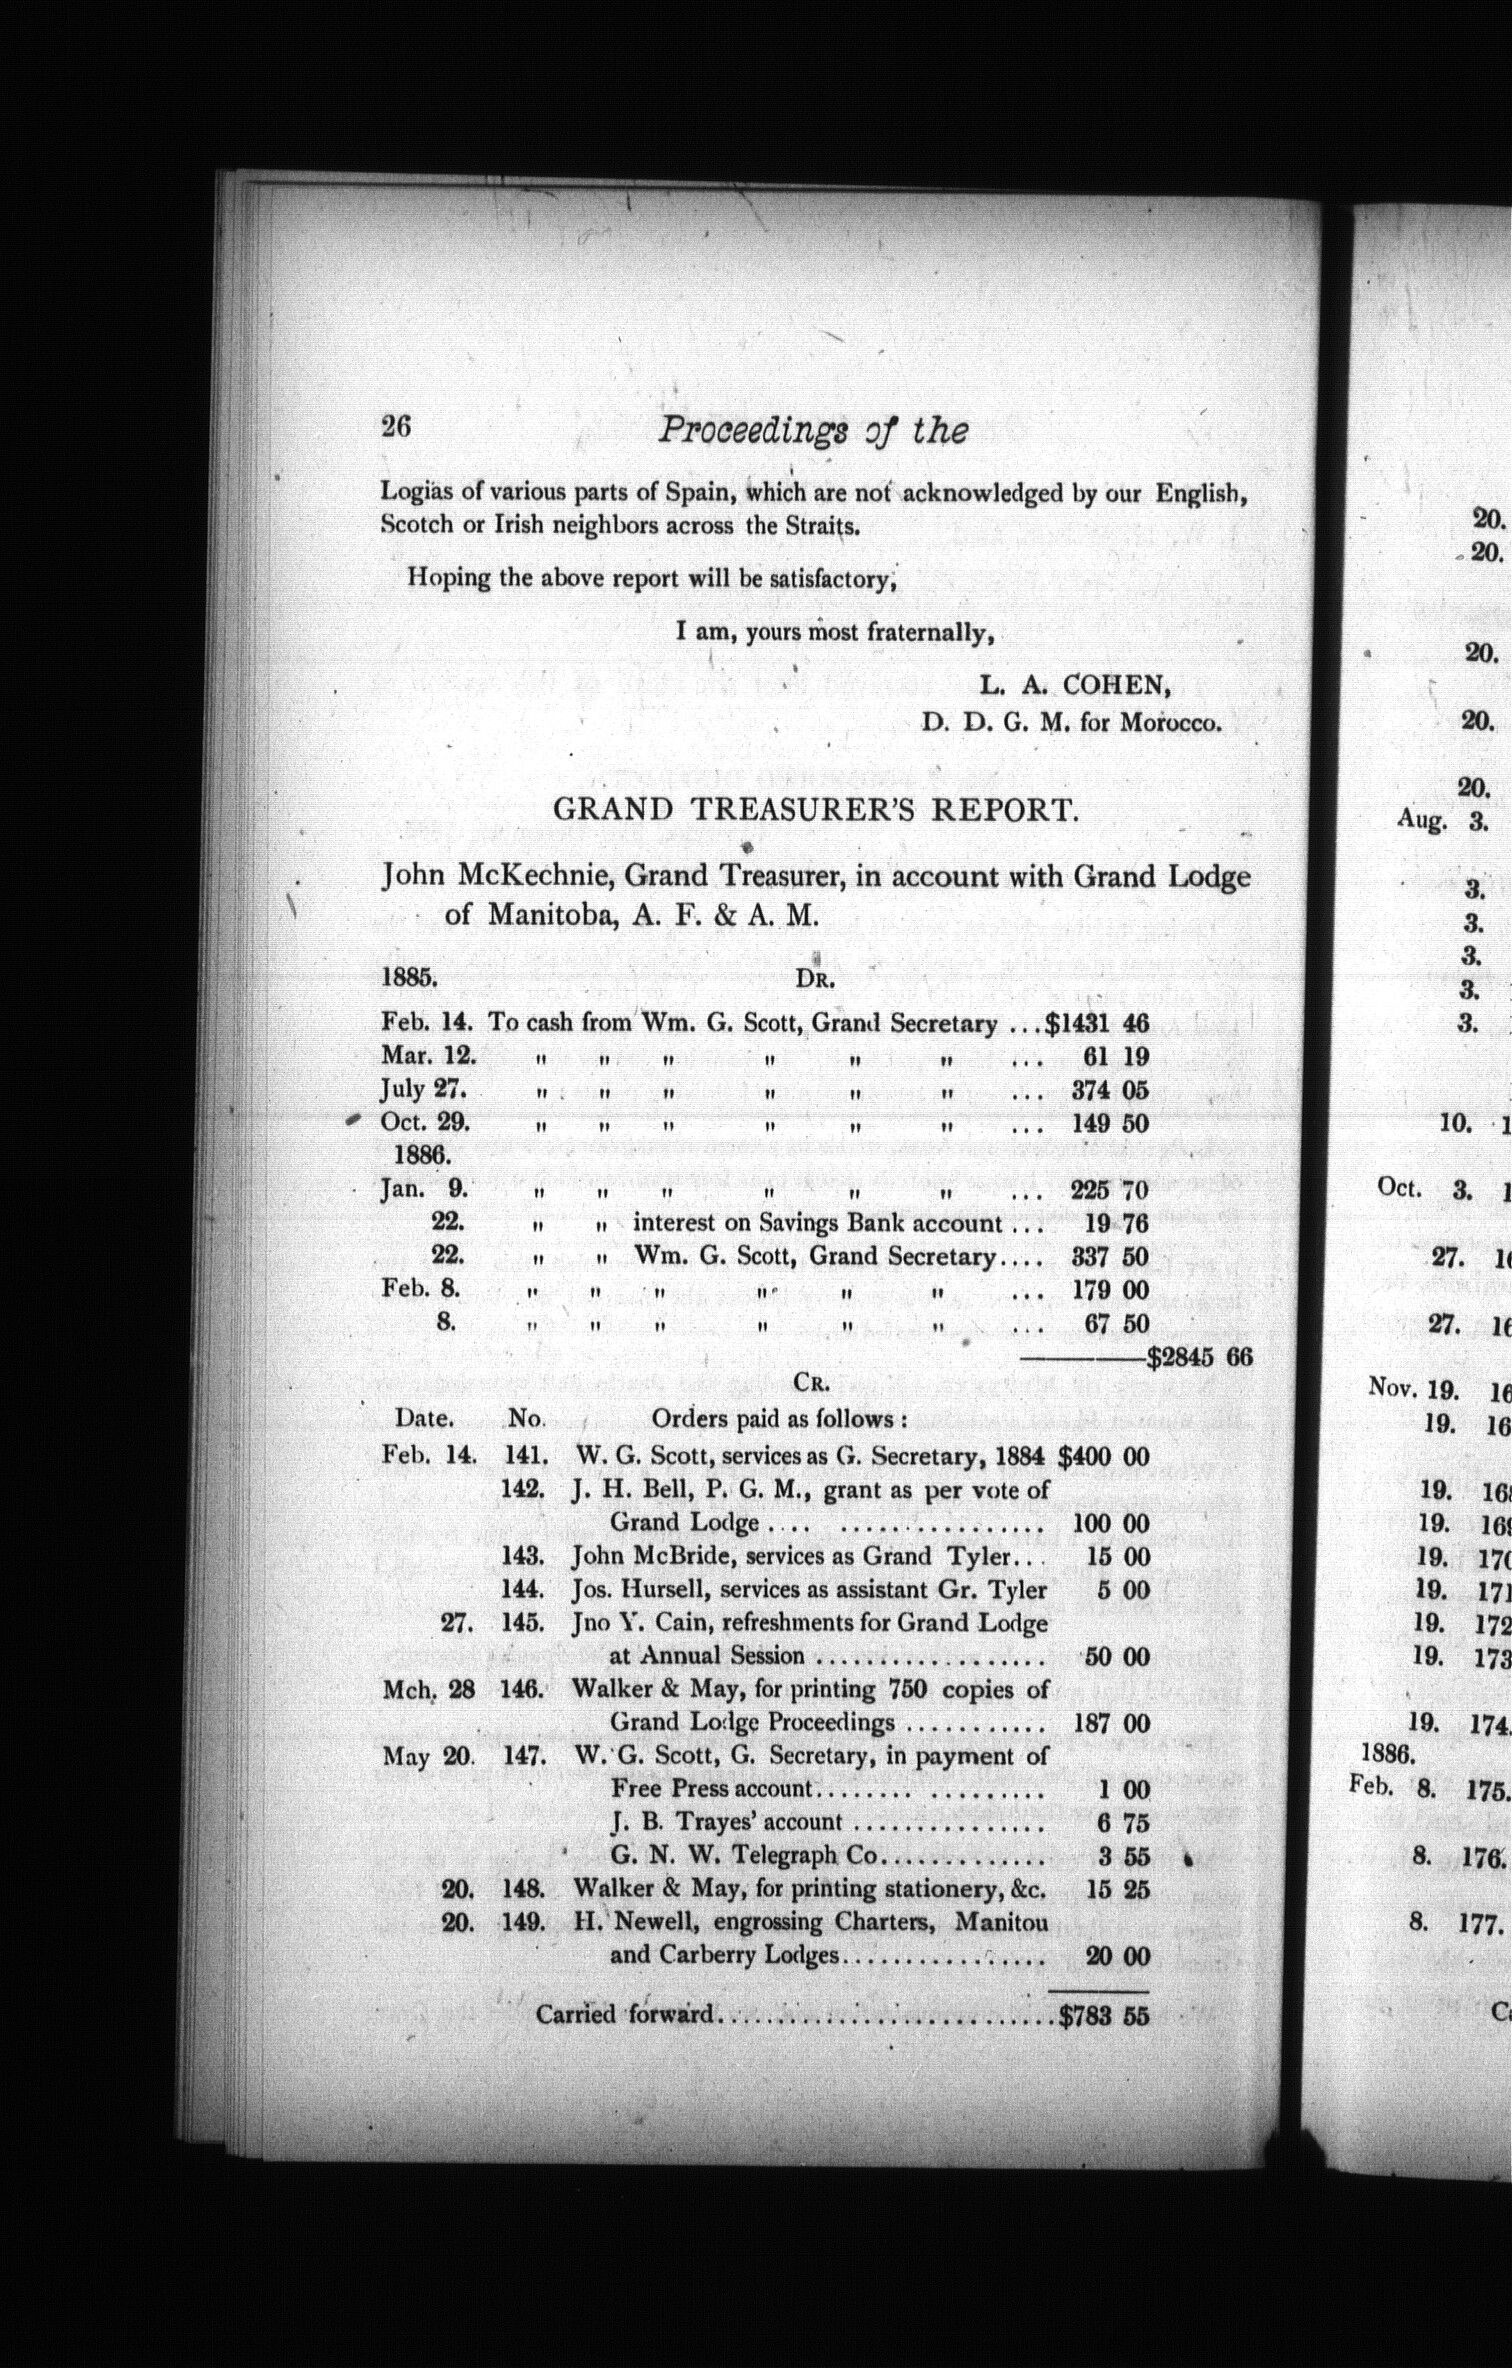 26 Proceedings of the
Logias of various parts of Spain, which are not acknowledged by our English,
Scotch or Irish neighbors across the Straits.
Hoping the above report will be satisfactory,
I am, yours most fraternally,
L. A. COHEN,
D. D. G. M. for Morocco.
GRAND TREASURER'S REPORT.
John McKechnie, Grand Treasurer, in account with Grand Lodge
of Manitoba, A. F. & A. M.
1885. DR.
Feb. 14. To cash from Wm. G. Scott, Grand Secretary ...$1431 46
Mar. 12. " " " " " " ... 61 19
July 27. " " " " " " ... 374 05
Oct. 29. " " " " " " ... 149 50
1886.
Jan. 9. " " " " " " ... 225 70
22. " " interest on Savings Bank account ... 19 76
22. " " Wm. G. Scott, Grand Secretary.... 337 50
Feb. 8. " " " " " " ... 179 00
8. " " " " " " ... 67 50
———$2845 66
CR.
Date. No. Orders paid as follows :
Feb. 14. 141. W. G. Scott, services as G. Secretary, 1884 $400 00
142. J. H. Bell, P. G. M., grant as per vote of
Grand Lodge .... ................ 100 00
143. John McBride, services as Grand Tyler... 15 00
144. Jos. Hursell, services as assistant Gr. Tyler 5 00
27. 145. Jno Y. Cain, refreshments for Grand Lodge
at Annual Session .................. 50 00
Mch. 28 146. Walker & May, for printing 750 copies of
Grand Lodge Proceedings ........... 187 00
May 20. 147. W. G. Scott, G. Secretary, in payment of
Free Press account........ ......... 1 00
J. B. Trayes' account ............... 6 75
G. N. W. Telegraph Co............. 3 55
20. 148. Walker & May, for printing stationery, &c. 15 25
20. 149. H. Newell, engrossing Charters, Manitou
and Carberry Lodges................ 20 00
Carried forward...........................$783 55
20.
20.
20.
20.
20.
Aug. 3.
3.
3.
3.
3.
3.
10. 1
Oct. 3. 1
27. 16
27. 16
Nov. 19. 16
19. 16
19. 168
19. 169
19. 170
19. 171
19. 172
19. 173
19. 174.
1886.
Feb. 8. 175.
8. 176.
8. 177.